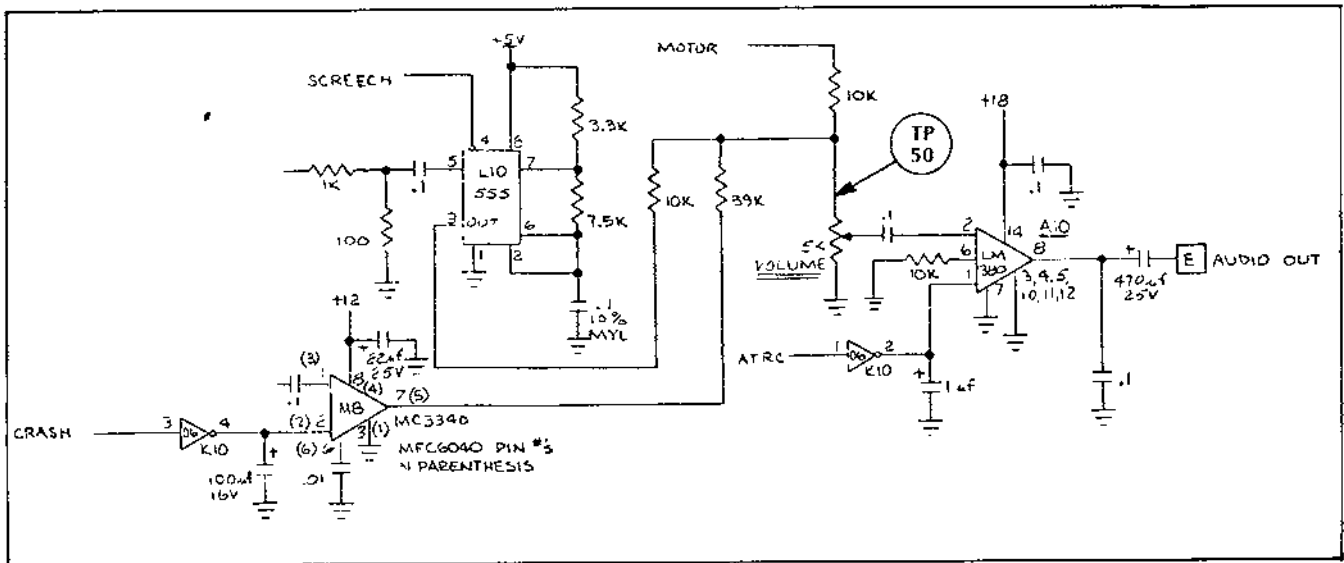 +5V
SCREECH
4
6
3.3K
1K
.1
5
L10
555
7
7.5K
100
3
OUT
6
1
2
.1
10%
MYL
+12
25V
(3)
1
8
(4)
.1
M8
7(5)
MC3340
CRASH
3
06
4
K10
(2) 2
(6)
3
(1)
MFC6040 PIN #'s
PARENTHESIS
100uf
16V
.01
MOTOR
10K
TP
50
10K
39K
5K
VOLUME
.1
+18
.1
2
14
A10
8
6
LM
380
10K
1
7
3,4,5,
10,11,12
+
470uf
25V
E
AUDIO OUT
ATRC
1
06
2
K10
+
1uf
.1